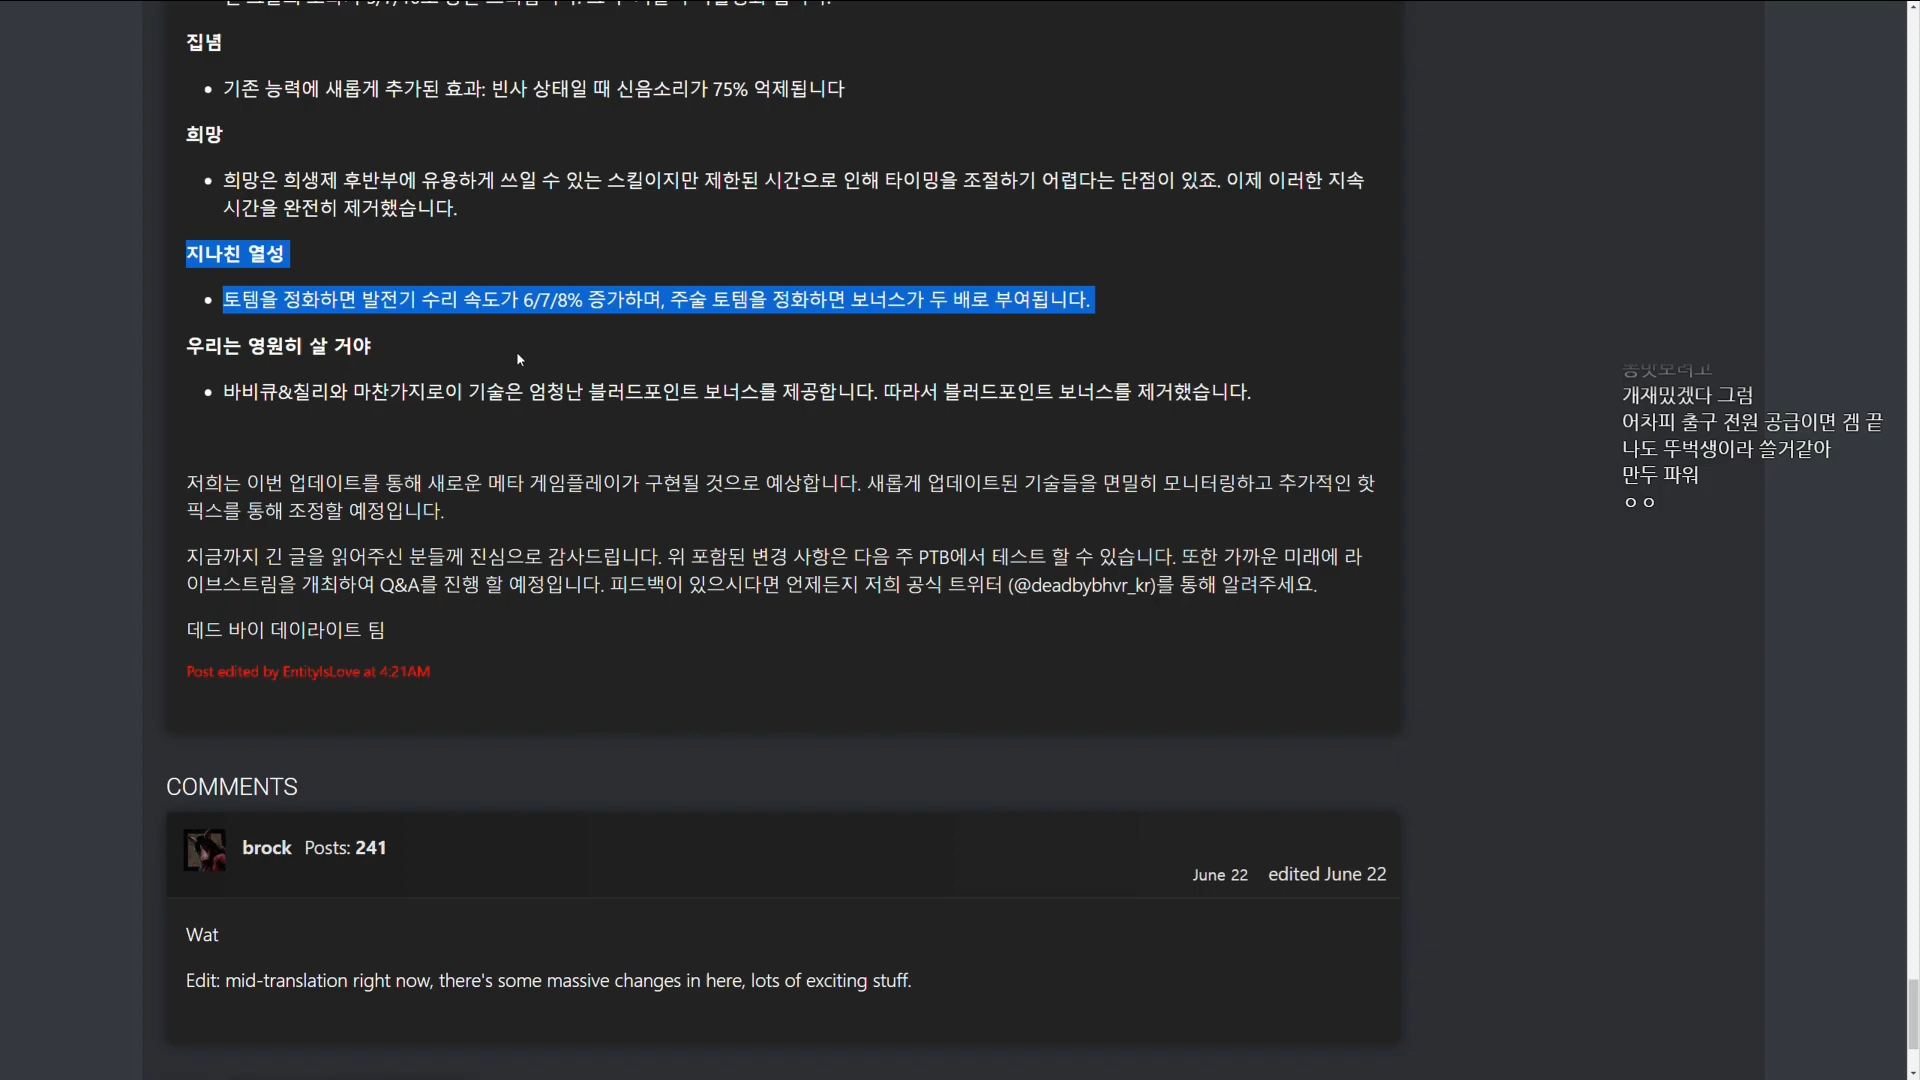 집념
• 기존 능력에 새롭게 추가된 효과: 빈사 상태일 때 신음소리가 75% 억제됩니다
희망
• 희망은 희생제 후반부에 유용하게 쓰일 수 있는 스킬이지만 제한된 시간으로 인해 타이밍을 조절하기 어렵다는 단점이 있죠. 이제 이러한 지속
시간을 완전히 제거했습니다.
지나친 열성
• 토템을 정화하면 발전기 수리 속도가 6/7/8% 증가하며, 주술 토템을 정화하면 보너스가 두 배로 부여됩니다.
우리는 영원히 살 거야
• 바비큐&칠리와 마찬가지로이 기술은 엄청난 블러드포인트 보너스를 제공합니다. 따라서 블러드포인트 보너스를 제거했습니다.
저희는 이번 업데이트를 통해 새로운 메타 게임플레이가 구현될 것으로 예상합니다. 새롭게 업데이트된 기술들을 면밀히 모니터링하고 추가적인 핫
픽스를 통해 조정할 예정입니다.
지금까지 긴 글을 읽어주신 분들께 진심으로 감사드립니다. 위 포함된 변경 사항은 다음 주 PTB에서 테스트 할 수 있습니다. 또한 가까운 미래에 라
이브스트림을 개최하여 Q&A를 진행 할 예정입니다. 피드백이 있으시다면 언제든지 저희 공식 트위터 (@deadbybhvr_kr)를 통해 알려주세요.
데드 바이 데이라이트 팀
Post edited by EntityIsLove at 4:21AM
개재밌겠다 그럼
어차피 출구 전원 공급이면 겜 끝
나도 뚜벅생이라 쓸거같아
만두 파워
ㅇㅇ
COMMENTS
brock Posts: 241
June 22 edited June 22
Wat
Edit: mid-translation right now, there's some massive changes in here, lots of exciting stuff.